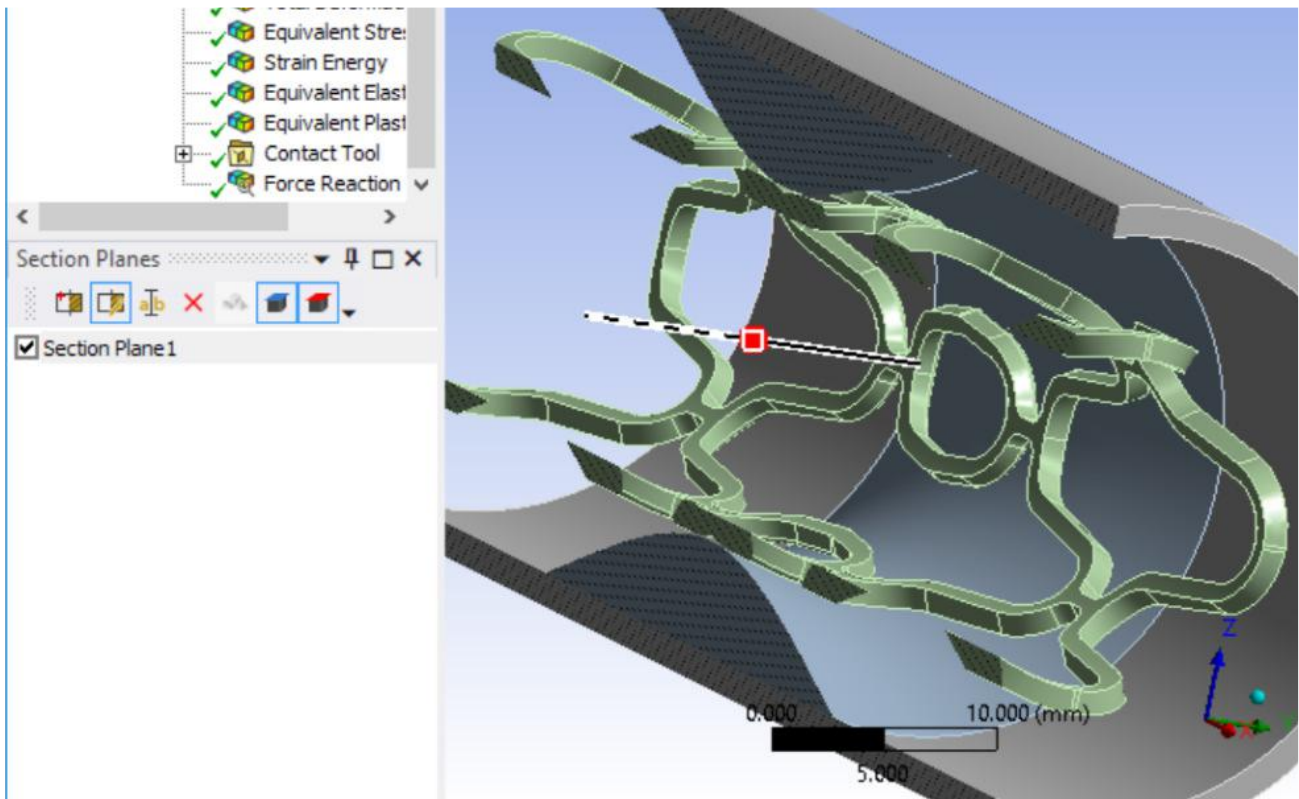 Equivalent Stres
Strain Energy
Equivalent Elast
Equivalent Plast
Contact Tool
Force Reaction
Section Planes
a b
Section Plane1
Z
X
0.000 10.000 (mm)
5.000